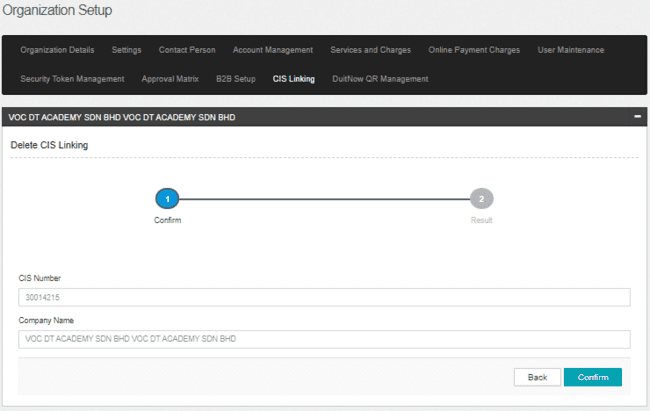 Organization Setup
Organization Details Settings Contact Person Account Management Services and Charges Online Payment Charges User Maintenance
Security Token Management Approval Matrix B2B Setup CIS Linking DuitNow QR Management
VOC DT ACADEMY SDN BHD VOC DT ACADEMY SDN BHD
Delete CIS Linking
1 2
Confirm Result
CIS Number
30014215
Company Name
VOC DT ACADEMY SDN BHD VOC DT ACADEMY SDN BHD
Back Confirm